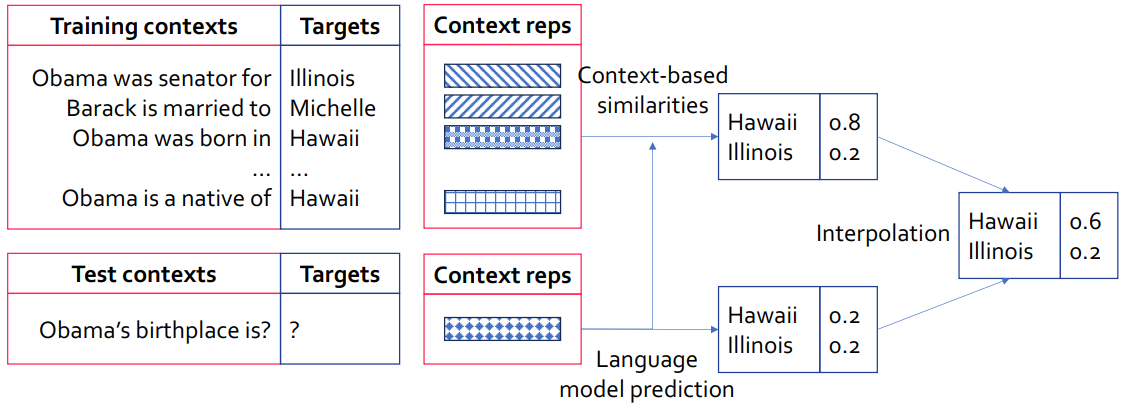 Training contexts Targets Context reps
Obama was senator for Illinois
Barack is married to Michelle
Obama was born in Hawaii
... ...
Obama is a native of Hawaii
Context-based
similarities
Hawaii 0.8
Illinois 0.2
Interpolation
Hawaii 0.6
Illinois 0.2
Test contexts Targets Context reps
Obama's birthplace is? ?
Language
model prediction
Hawaii 0.2
Illinois 0.2